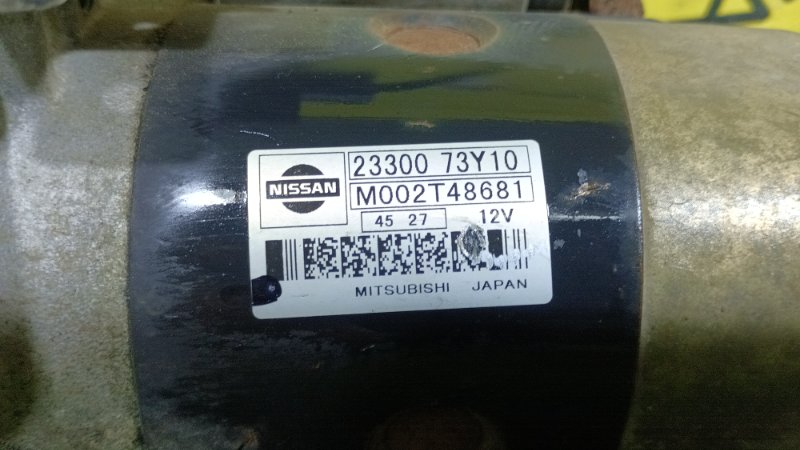 NISSAN
23300 73Y10
M002T48681
45 27 12V
MITSUBISHI JAPAN